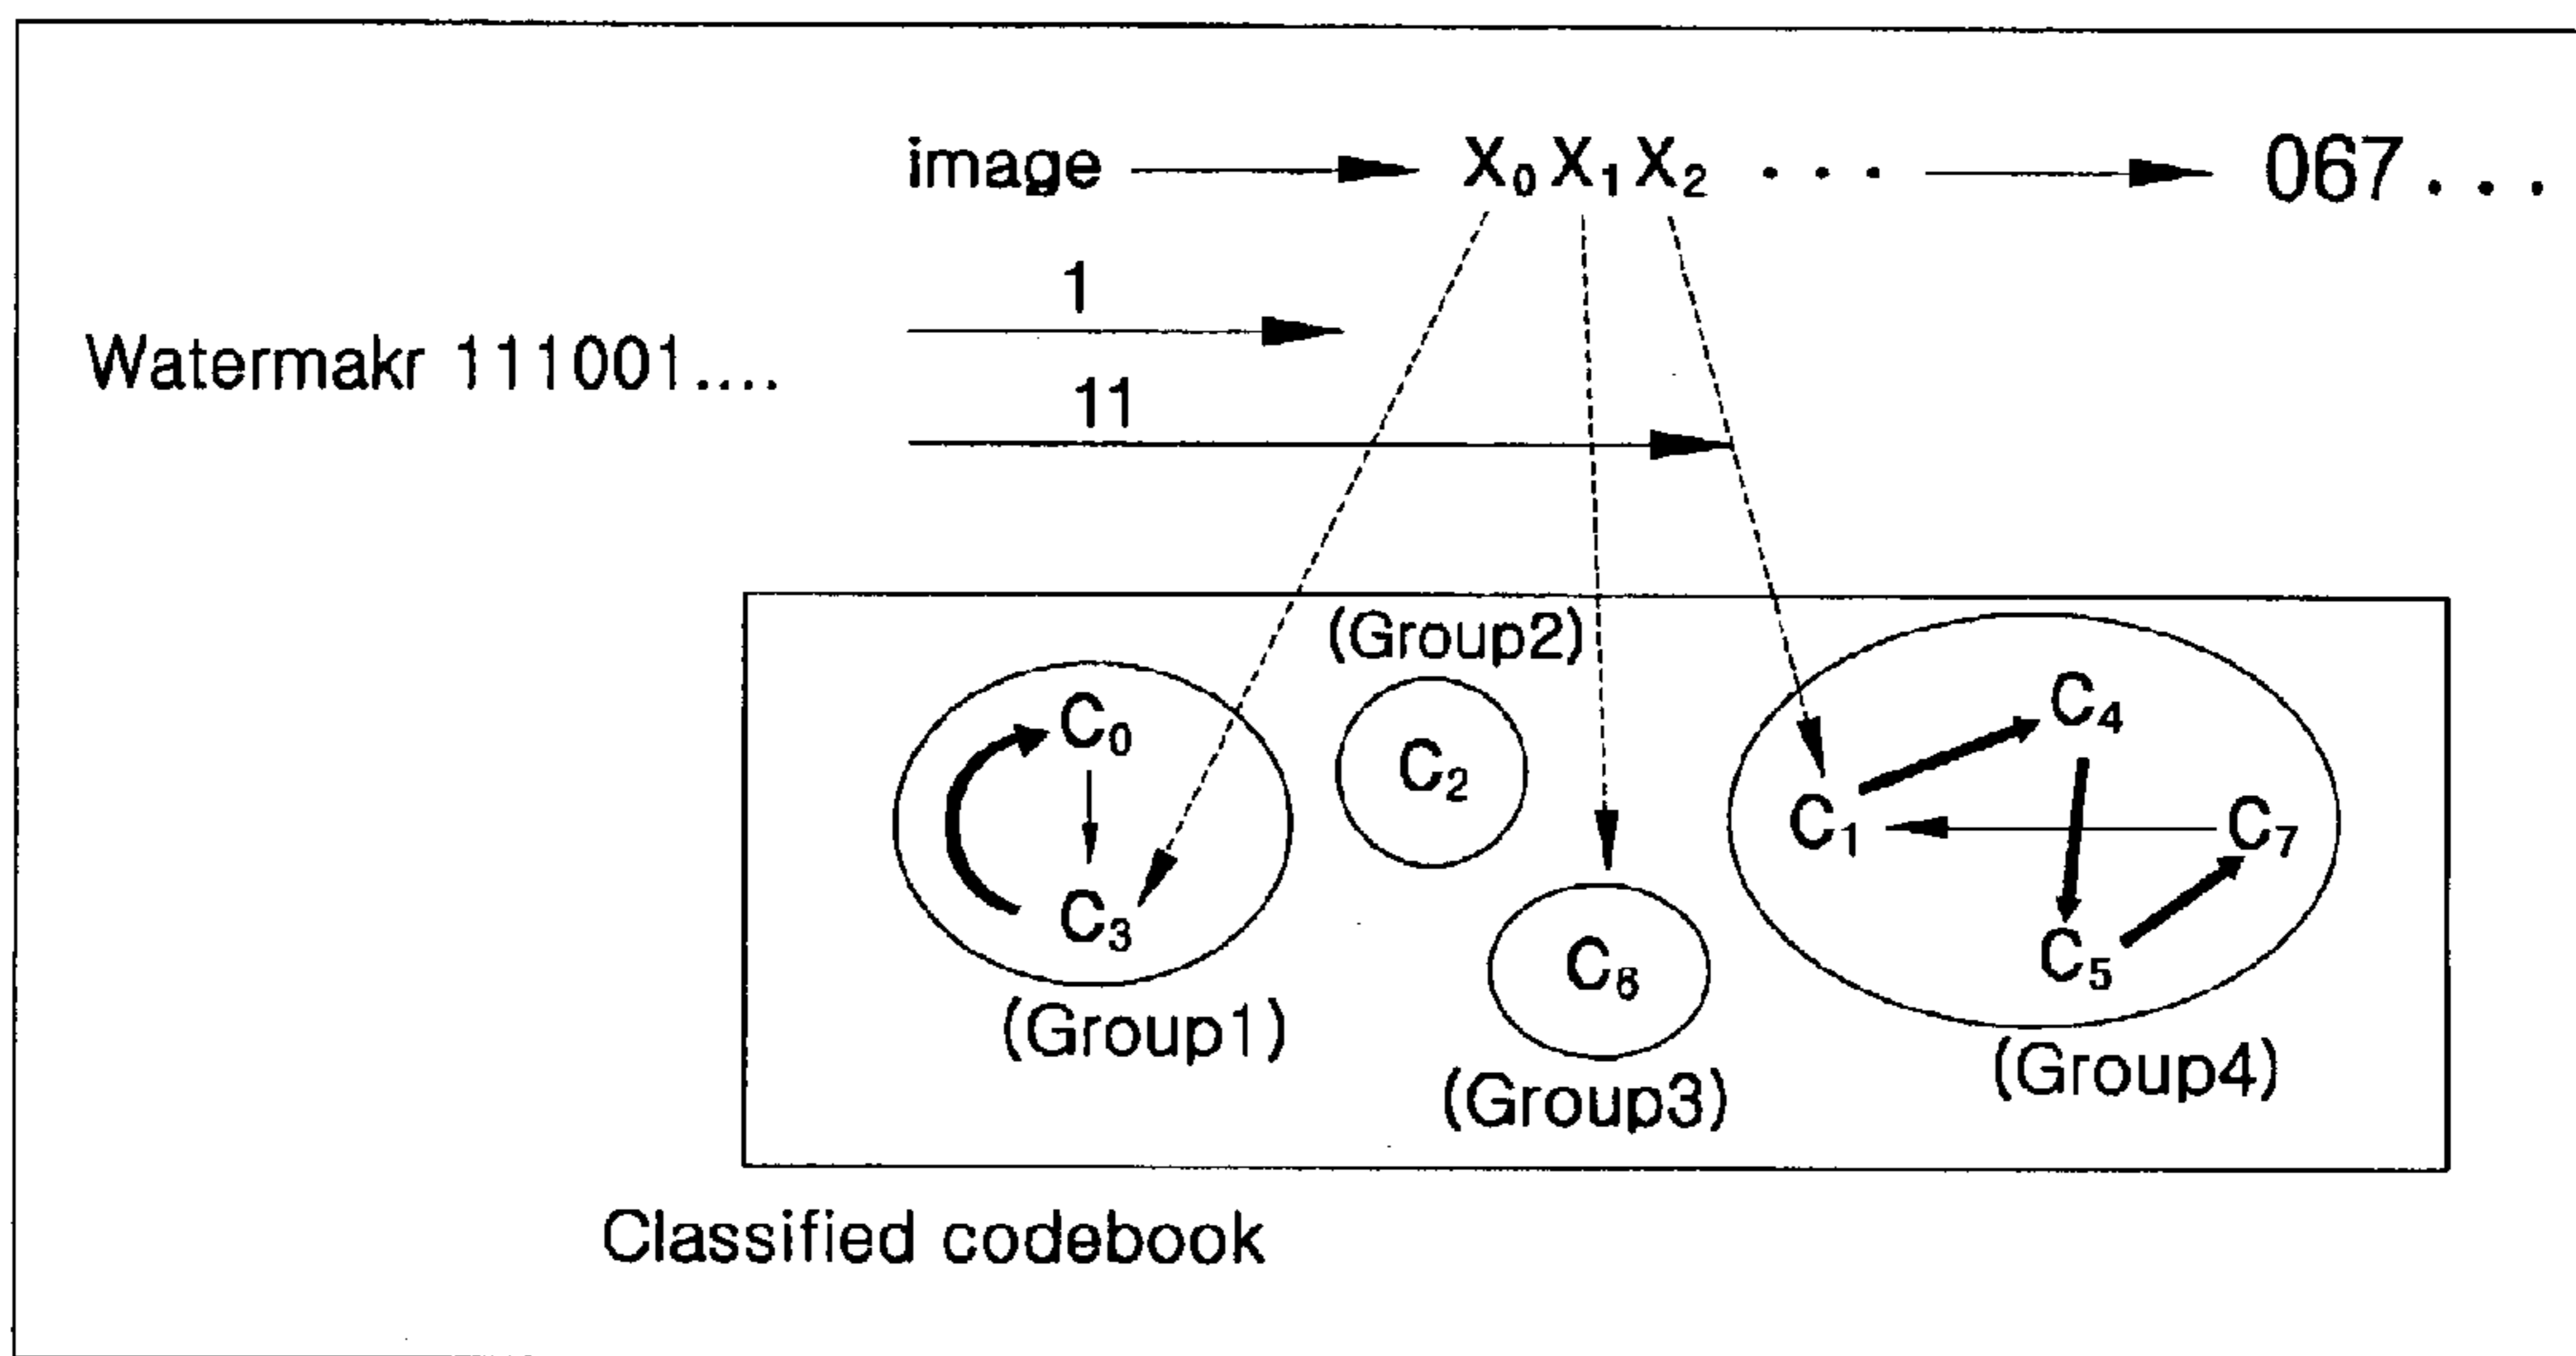 image X₀ X₁ X₂ . . . 067 . . .
1
Watermakr 111001....
11
(Group2)
C₀
C₄
C₂
C₁
C₇
C₃
C₆
C₅
(Group1)
(Group4)
(Group3)
Classified codebook